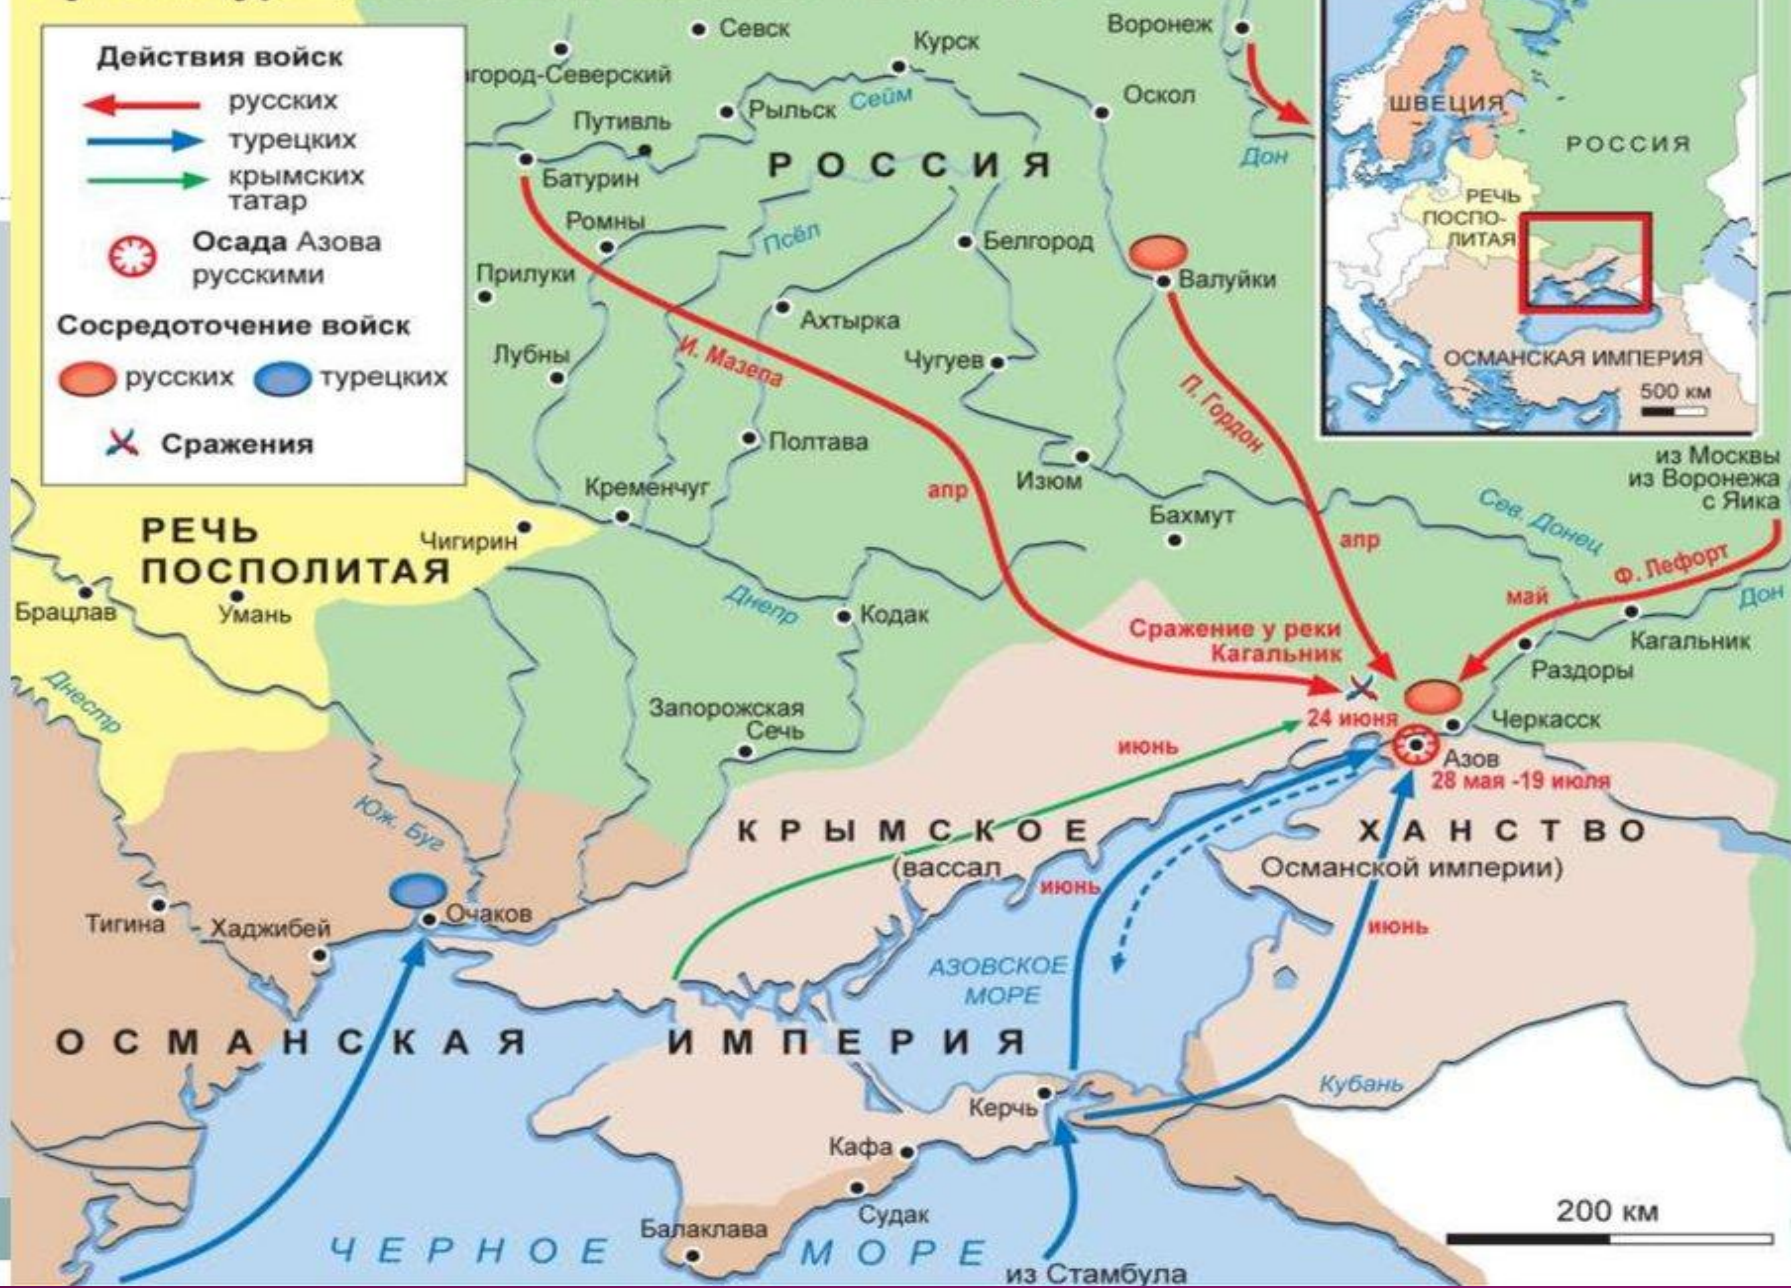 Действия войск
русских
турецких
крымских
татар
Осада Азова
русскими
Сосредоточение войск
русских
турецких
Сражения
Севск
Курск
Воронеж
город-Северский
Рыльск
Сейм
Оскол
Путивль
Батурин
РОССИЯ
Дон
Ромны
Псёл
Белгород
Прилуки
Валуйки
Ахтырка
Лубны
И. Мазепа
Чугуев
П. Гордон
Полтава
апр
Изюм
Кременчуг
Бахмут
Сев. Донец
ШВЕЦИЯ
РОССИЯ
РЕЧЬ
ПОСПО-
ЛИТАЯ
ОСМАНСКАЯ ИМПЕРИЯ
500 км
из Москвы
из Воронежа
с Яика
РЕЧЬ
ПОСПОЛИТАЯ
Чигирин
апр
Ф. Лефорт
май
Дон
Брацлав
Умань
Днепр
Кодак
Сражение у реки
Кагальник
Кагальник
Раздоры
Днестр
Запорожская
Сечь
24 июня
Черкасск
июнь
Азов
28 мая -19 июля
Юж. Буг
КРЫМСКОЕ
ХАНСТВО
(вассал
Османской империи)
июнь
июнь
Тигина
Хаджибей
Очаков
АЗОВСКОЕ
МОРЕ
ОСМАНСКАЯ
ИМПЕРИЯ
Кубань
Керчь
Кафа
Судак
Балаклава
ЧЕРНОЕ
МОРЕ
из Стамбула
200 км